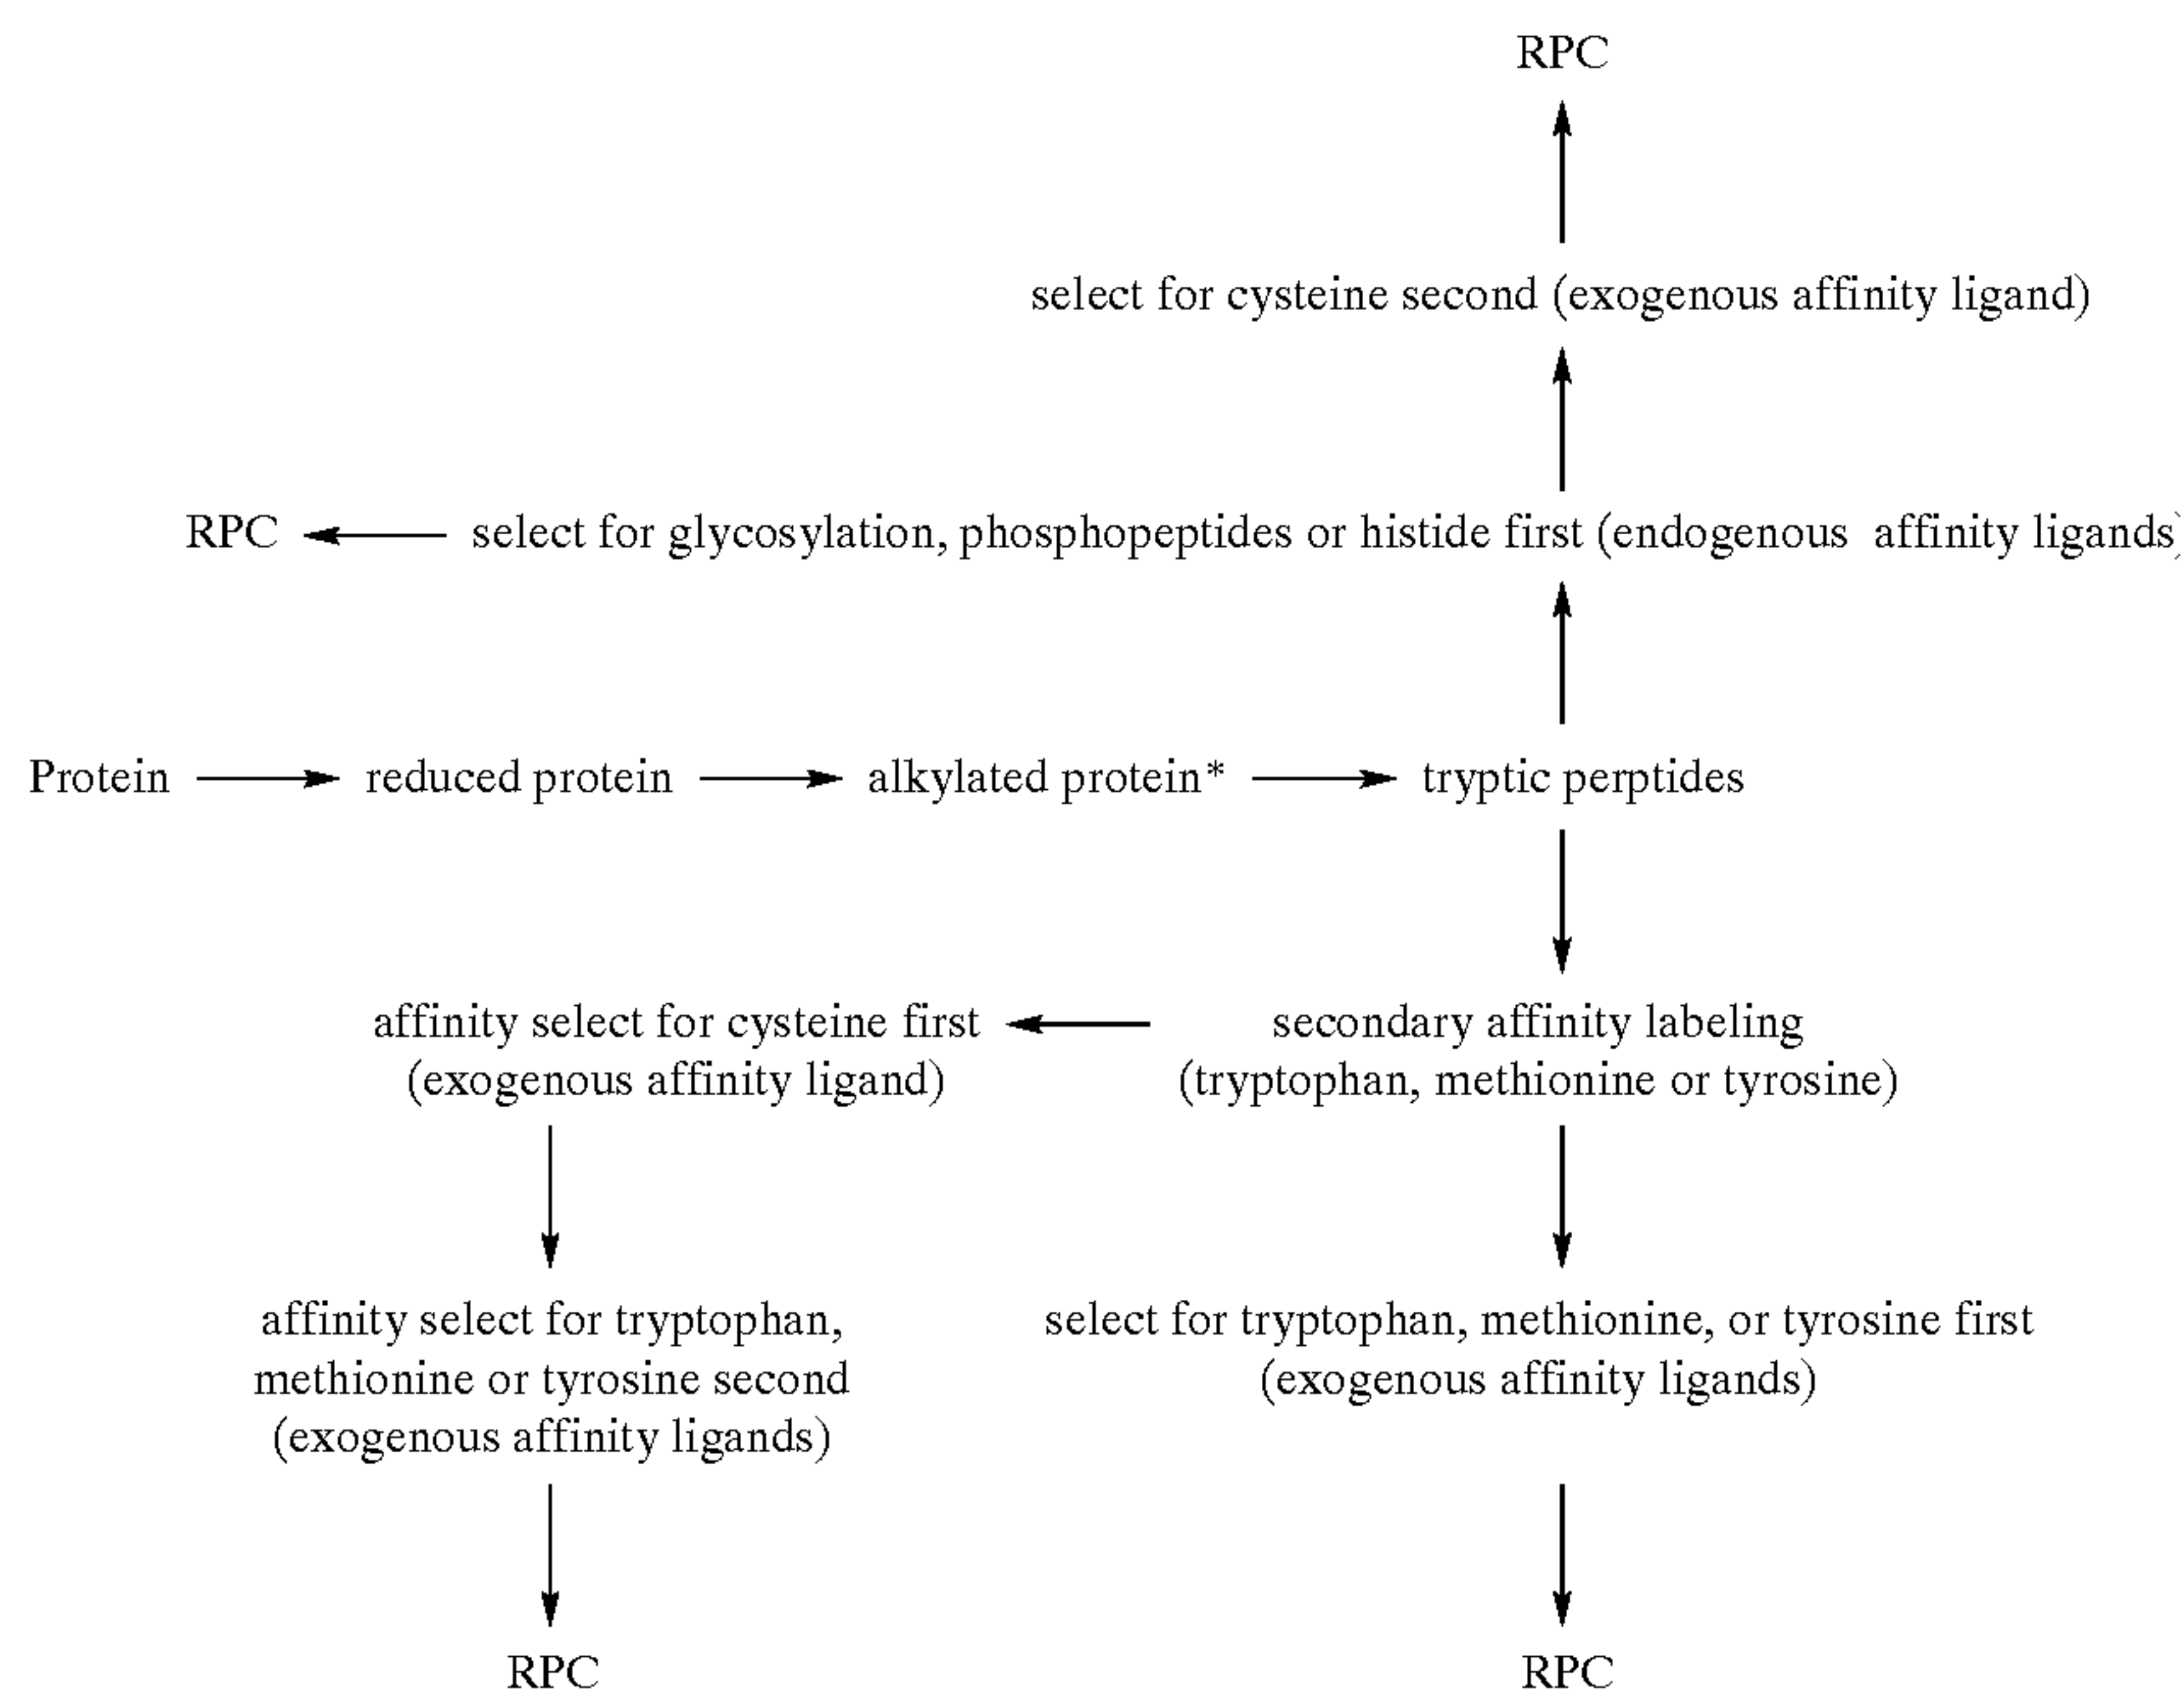 RPC
select for cysteine second (exogenous affinity ligand)
RPC
select for glycosylation, phosphopeptides or histide first (endogenous affinity ligands)
Protein
reduced protein
alkylated protein*
tryptic perptides
affinity select for cysteine first
(exogenous affinity ligand)
secondary affinity labeling
(tryptophan, methionine or tyrosine)
affinity select for tryptophan,
methionine or tyrosine second
(exogenous affinity ligands)
select for tryptophan, methionine, or tyrosine first
(exogenous affinity ligands)
RPC
RPC